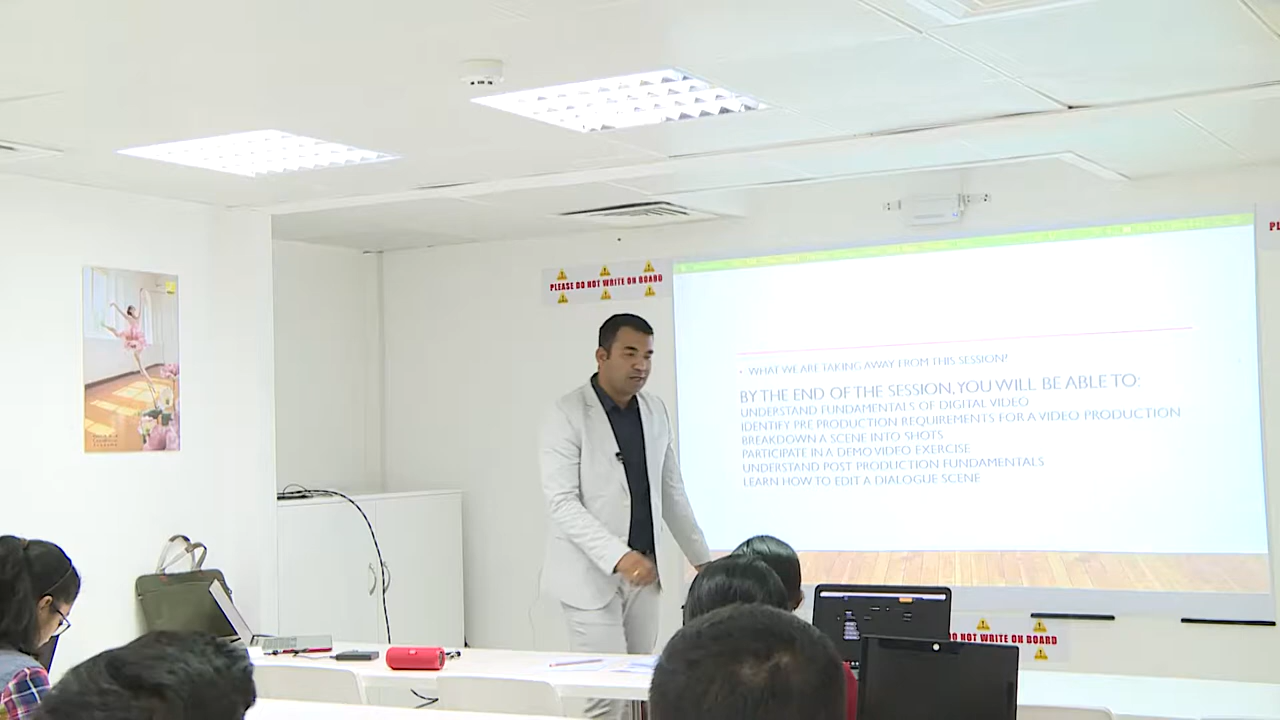 PLEASE DO NOT WRITE ON BOARD
PL
• WHAT WE ARE TAKING AWAY FROM THIS SESSION?
BY THE END OF THE SESSION, YOU WILL BE ABLE TO:
UNDERSTAND FUNDAMENTALS OF DIGITAL VIDEO
IDENTIFY PRE PRODUCTION REQUIREMENTS FOR A VIDEO PRODUCTION
BREAKDOWN A SCENE INTO SHOTS
PARTICIPATE IN A DEMO VIDEO EXERCISE
UNDERSTAND POST PRODUCTION FUNDAMENTALS
LEARN HOW TO EDIT A DIALOGUE SCENE
DO NOT WRITE ON BOARD